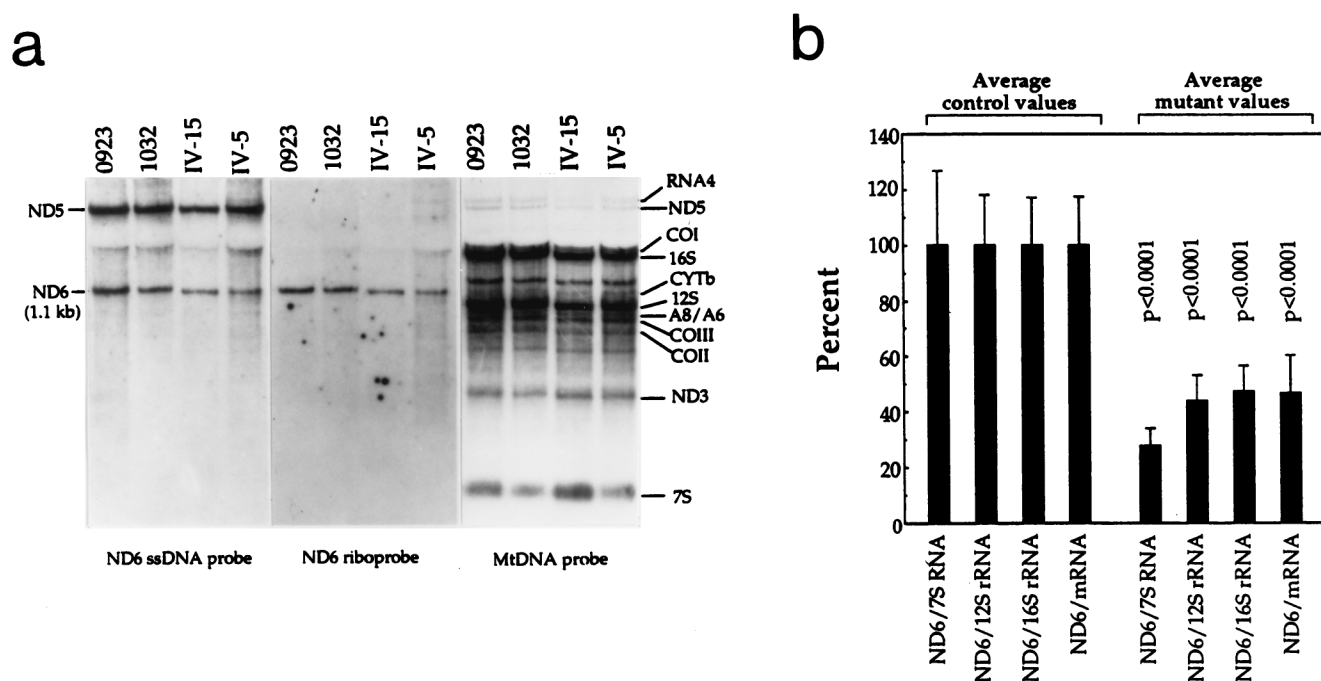 a
0923 1032 IV-15 IV-5 0923 1032 IV-15 IV-5 0923 1032 IV-15 IV-5
ND5
ND6
(1.1 kb)
RNA4
ND5
COI
16S
CYTb
12S
A8/A6
COIII
COII
ND3
7S
ND6 ssDNA probe
ND6 riboprobe
MtDNA probe
b
Average
control values
Average
mutant values
Percent
140
120
100
80
60
40
20
0
p<0.0001
p<0.0001
p<0.0001
p<0.0001
ND6/7S RNA
ND6/12S rRNA
ND6/16S rRNA
ND6/mRNA
ND6/7S RNA
ND6/12S rRNA
ND6/16S rRNA
ND6/mRNA